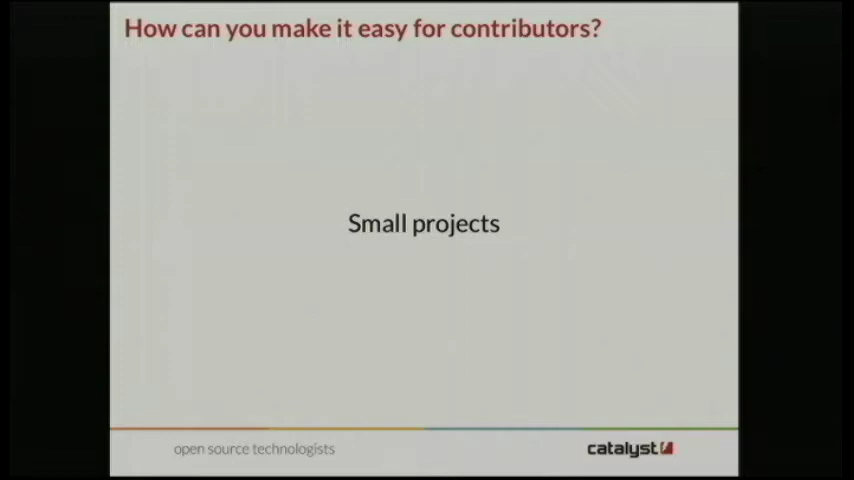 How can you make it easy for contributors?
Small projects
open source technologists
catalyst